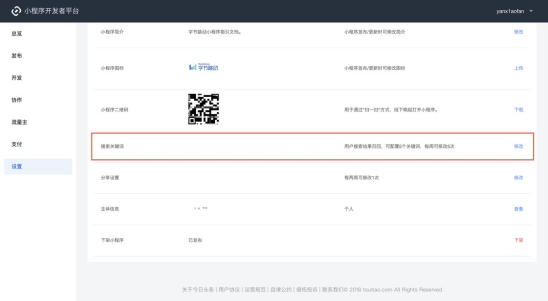 小程序开发者平台
yanxiaofan
总览
发布
开发
协作
流量主
支付
设置
小程序简介 字节跳动小程序指引文档。 小程序发布/更新时可修改简介 修改
小程序图标 字节跳动 小程序发布/更新时可修改图标 上传
小程序二维码 用于通过"扫一扫"方式，线下唤起打开小程序。 下载
搜索关键词 用户搜索结果召回，可配置5个关键词，每周可修改5次 修改
分享设置 每两周可修改1次 修改
主体信息 个人 查看
下架小程序 已发布 下架
关于今日头条 | 用户协议 | 运营规范 | 自律公约 | 侵权投诉 | 联系我们© 2018 toutiao.com All Rights Reserved